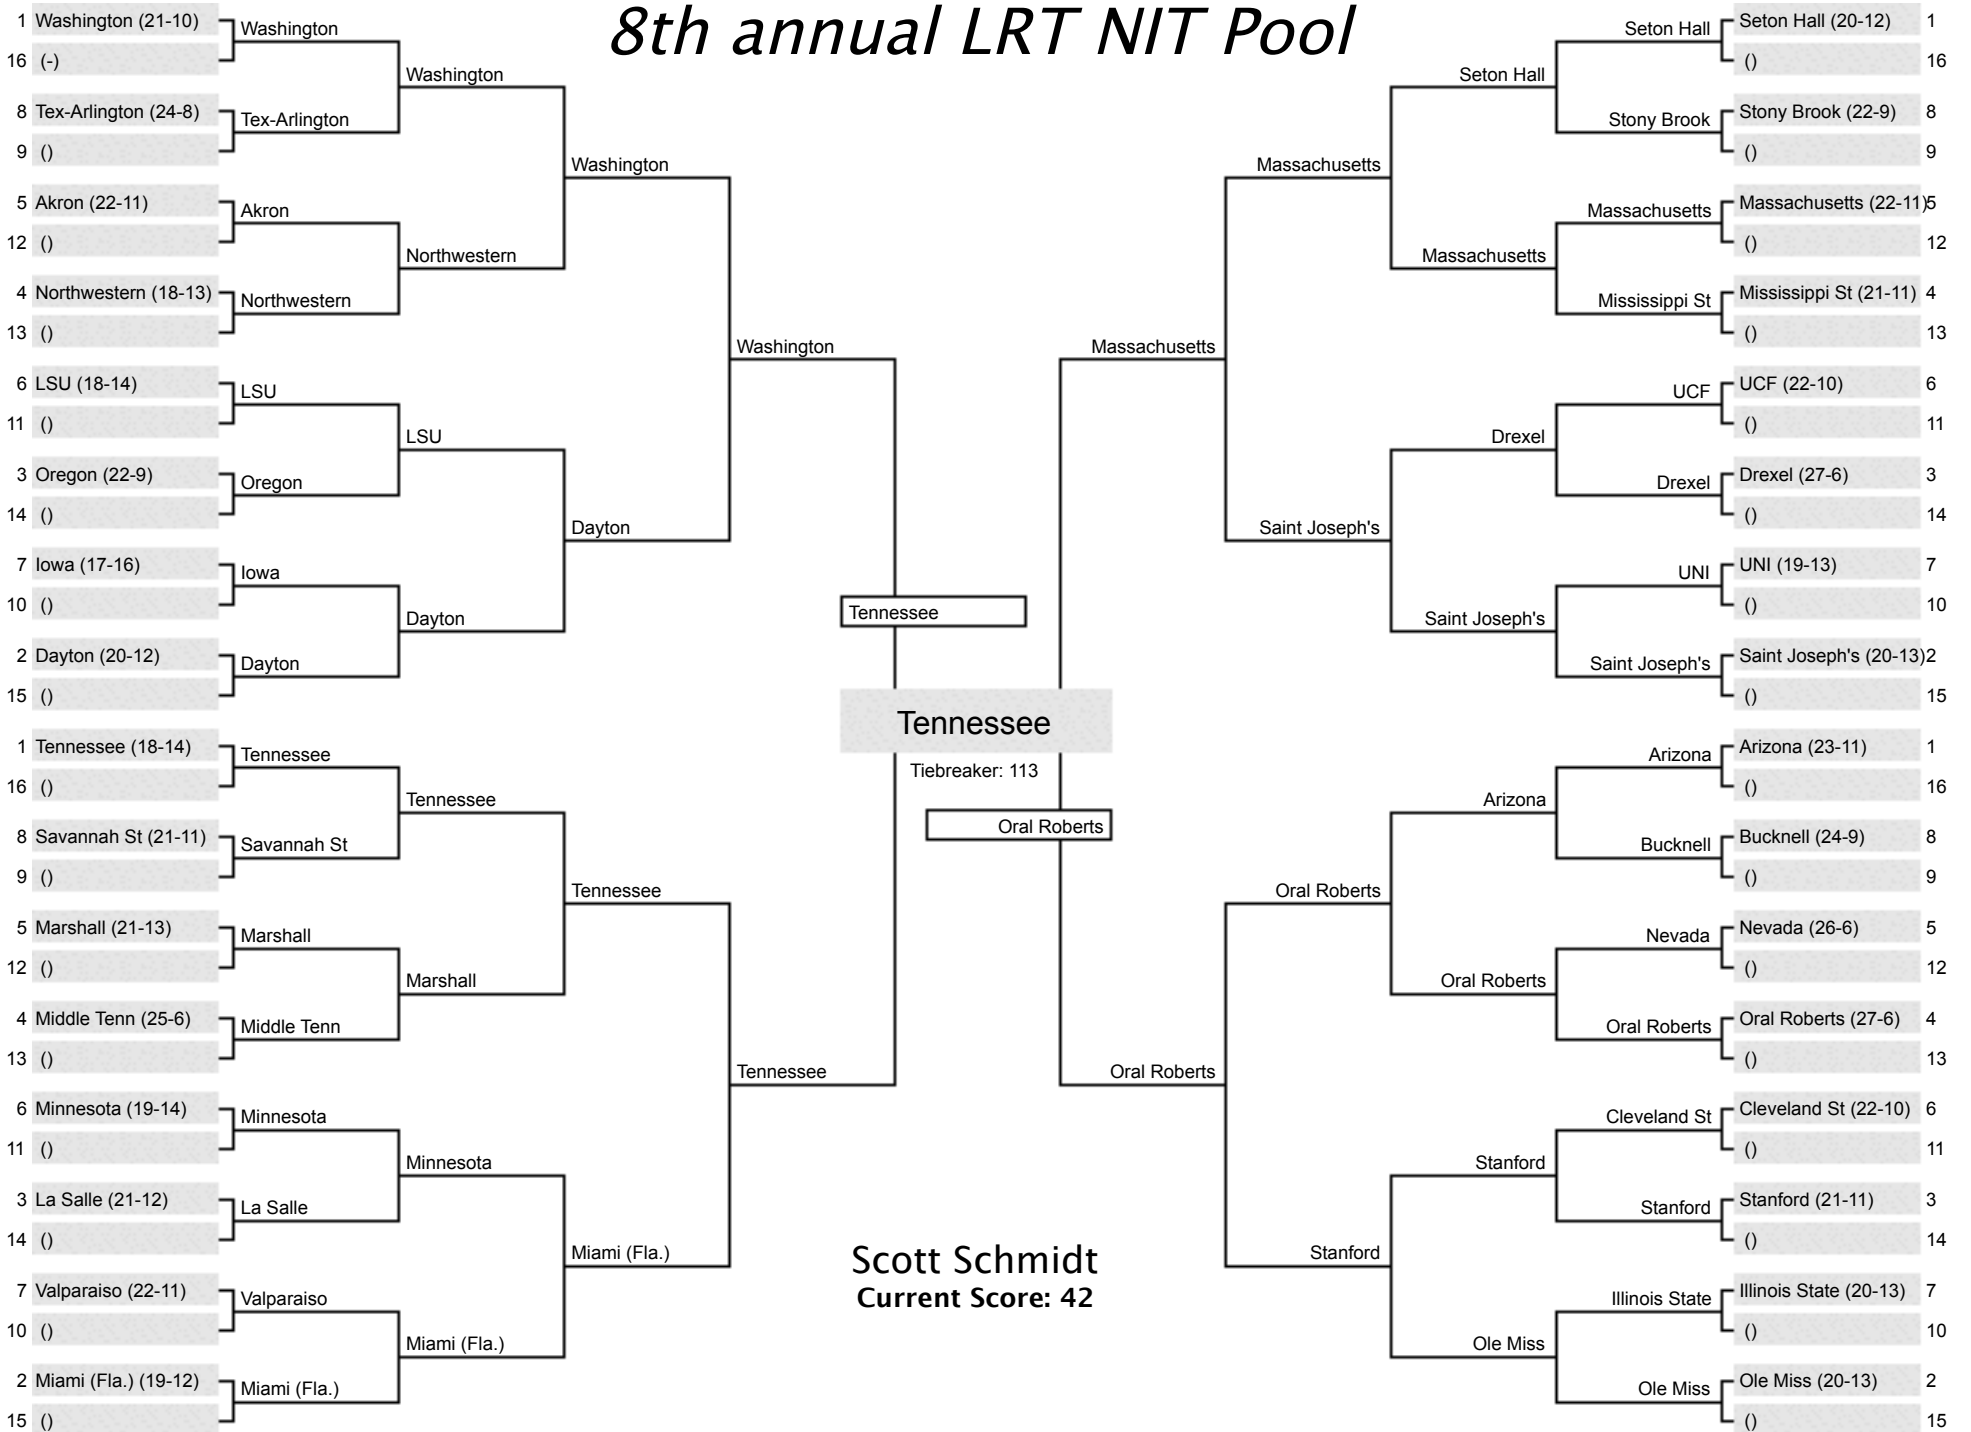 8th annual LRT NIT Pool
1 Washington (21-10)
16 (-)
8 Tex-Arlington (24-8)
9 ()
5 Akron (22-11)
12 ()
4 Northwestern (18-13)
13 ()
6 LSU (18-14)
11 ()
3 Oregon (22-9)
14 ()
7 Iowa (17-16)
10 ()
2 Dayton (20-12)
15 ()
1 Tennessee (18-14)
16 ()
8 Savannah St (21-11)
9 ()
5 Marshall (21-13)
12 ()
4 Middle Tenn (25-6)
13 ()
6 Minnesota (19-14)
11 ()
3 La Salle (21-12)
14 ()
7 Valparaiso (22-11)
10 ()
2 Miami (Fla.) (19-12)
15 ()
Washington
Tex-Arlington
Akron
Northwestern
LSU
Oregon
Iowa
Dayton
Tennessee
Savannah St
Marshall
Middle Tenn
Minnesota
La Salle
Valparaiso
Miami (Fla.)
Washington
Northwestern
LSU
Dayton
Tennessee
Marshall
Minnesota
Miami (Fla.)
Washington
Dayton
Tennessee
Miami (Fla.)
Washington
Tennessee
Tennessee
Tennessee
Tiebreaker: 113
Oral Roberts
Scott Schmidt
Current Score: 42
Massachusetts
Oral Roberts
Massachusetts
Saint Joseph's
Oral Roberts
Stanford
Seton Hall
Massachusetts
Drexel
Saint Joseph's
Arizona
Oral Roberts
Stanford
Ole Miss
Seton Hall
Stony Brook
Massachusetts
Mississippi St
UCF
Drexel
UNI
Saint Joseph's
Arizona
Bucknell
Nevada
Oral Roberts
Cleveland St
Stanford
Illinois State
Ole Miss
Seton Hall (20-12) 1
() 16
Stony Brook (22-9) 8
() 9
Massachusetts (22-11) 5
() 12
Mississippi St (21-11) 4
() 13
UCF (22-10) 6
() 11
Drexel (27-6) 3
() 14
UNI (19-13) 7
() 10
Saint Joseph's (20-13) 2
() 15
Arizona (23-11) 1
() 16
Bucknell (24-9) 8
() 9
Nevada (26-6) 5
() 12
Oral Roberts (27-6) 4
() 13
Cleveland St (22-10) 6
() 11
Stanford (21-11) 3
() 14
Illinois State (20-13) 7
() 10
Ole Miss (20-13) 2
() 15